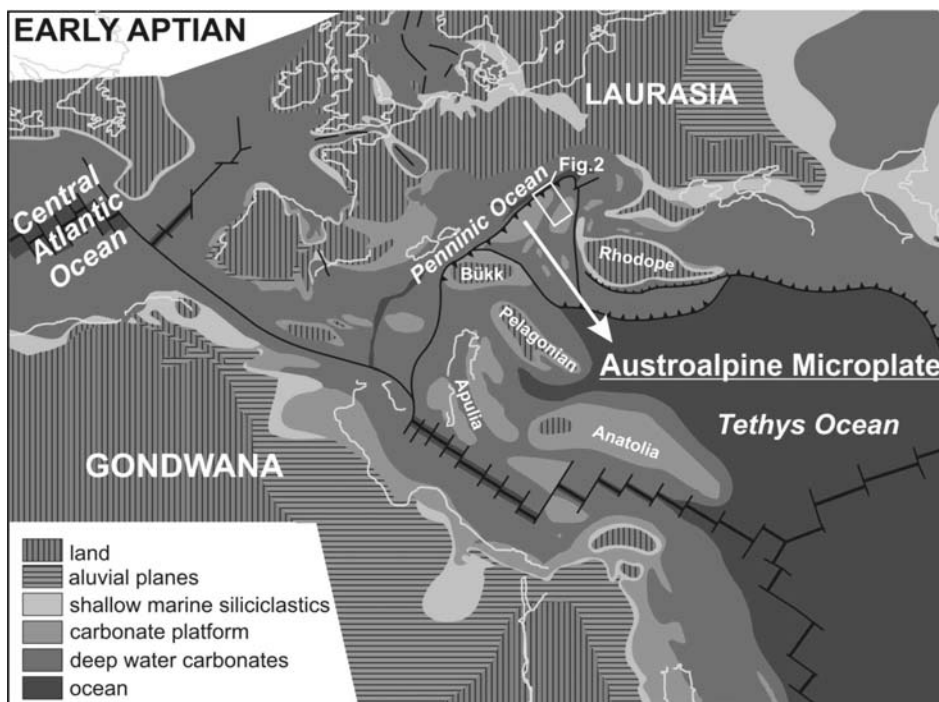 EARLY APTIAN
LAURASIA
Fig.2
Central
Atlantic
Ocean
Penninic Ocean
Rhodope
Bükk
Pelagonian
Austroalpine Microplate
Apulia
Tethys Ocean
Anatolia
GONDWANA
land
aluvial planes
shallow marine siliciclastics
carbonate platform
deep water carbonates
ocean